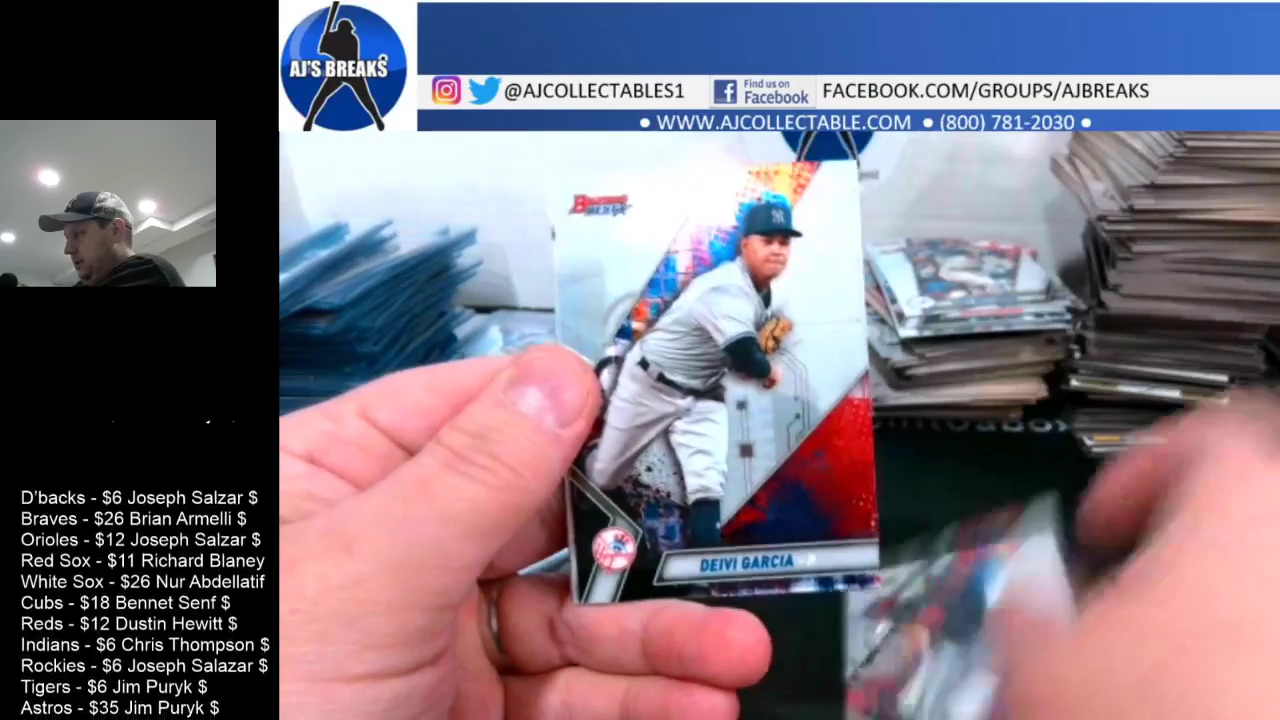 AJ'S BREAKS
@AJCOLLECTABLES1
Find us on
Facebook
FACEBOOK.COM/GROUPS/AJBREAKS
• WWW.AJCOLLECTABLE.COM • (800) 781-2030 •
BOWMAN'S
BEST
NY
DEIVI GARCIA - P
D'backs - $6 Joseph Salzar $
Braves - $26 Brian Armelli $
Orioles - $12 Joseph Salzar $
Red Sox - $11 Richard Blaney
White Sox - $26 Nur Abdellatif
Cubs - $18 Bennet Senf $
Reds - $12 Dustin Hewitt $
Indians - $6 Chris Thompson $
Rockies - $6 Joseph Salazar $
Tigers - $6 Jim Puryk $
Astros - $35 Jim Puryk $